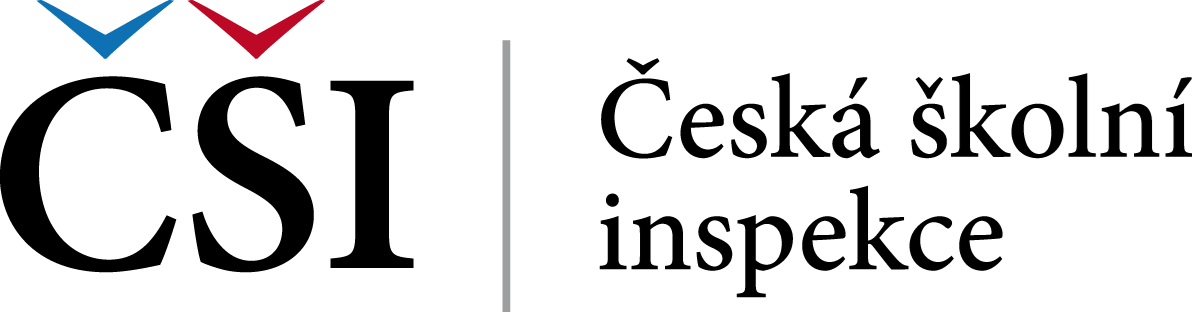 ČŠI
Česká školní
inspekce